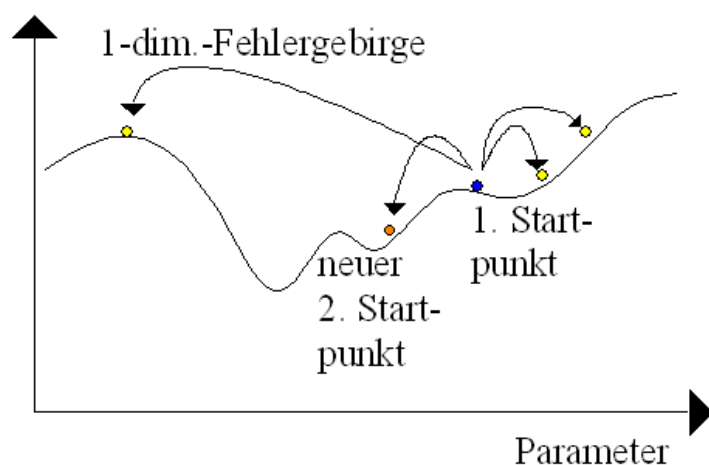 1-dim.-Fehlergebirge
1. Start-
punkt
neuer
2. Start-
punkt
Parameter